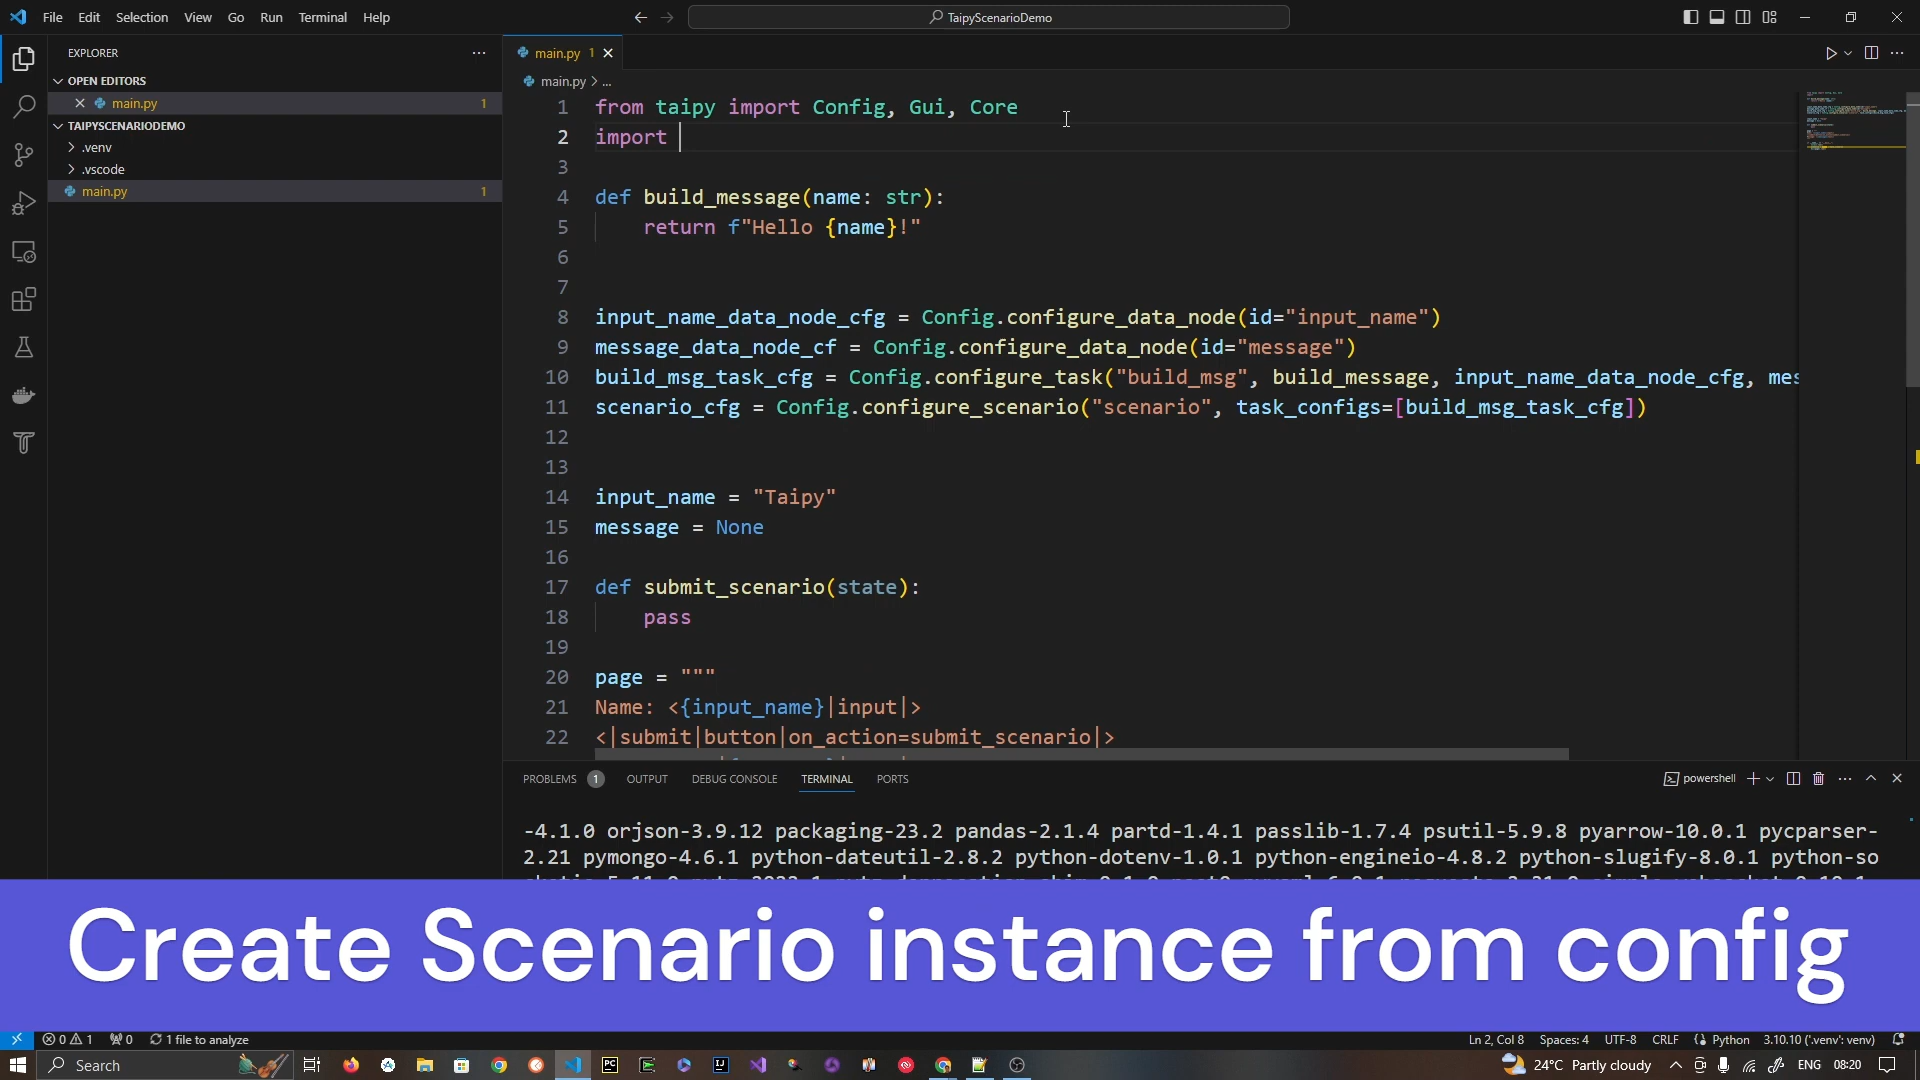 File Edit Selection View Go Run Terminal Help
TaipyScenarioDemo
EXPLORER
OPEN EDITORS
main.py 1
TAIPYSCENARIODEMO
.venv
.vscode
main.py 1
main.py 1
main.py > ...
1 from taipy import Config, Gui, Core
2 import
3
4 def build_message(name: str):
5 return f"Hello {name}!"
6
7
8 input_name_data_node_cfg = Config.configure_data_node(id="input_name")
9 message_data_node_cf = Config.configure_data_node(id="message")
10 build_msg_task_cfg = Config.configure_task("build_msg", build_message, input_name_data_node_cfg, mes
11 scenario_cfg = Config.configure_scenario("scenario", task_configs=[build_msg_task_cfg])
12
13
14 input_name = "Taipy"
15 message = None
16
17 def submit_scenario(state):
18 pass
19
20 page = """
21 Name: <{input_name}|input|>
22 <|submit|button|on_action=submit_scenario|>
PROBLEMS 1 OUTPUT DEBUG CONSOLE TERMINAL PORTS
powershell
-4.1.0 orjson-3.9.12 packaging-23.2 pandas-2.1.4 partd-1.4.1 passlib-1.7.4 psutil-5.9.8 pyarrow-10.0.1 pycparser-
2.21 pymongo-4.6.1 python-dateutil-2.8.2 python-dotenv-1.0.1 python-engineio-4.8.2 python-slugify-8.0.1 python-so
Create Scenario instance from config
0 1 0 1 file to analyze
Ln 2, Col 8 Spaces: 4 UTF-8 CRLF Python 3.10.10 ('.venv': venv)
Search
24°C Partly cloudy ENG 08:20